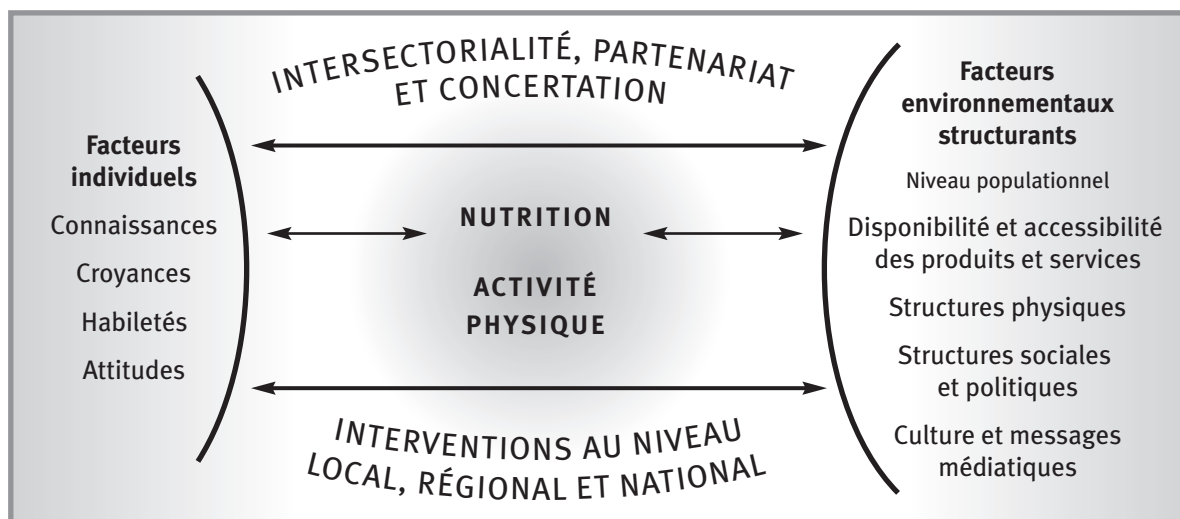 INTERSECTORIALITÉ, PARTENARIAT
ET CONCERTATION
Facteurs
individuels
Connaissances
Croyances
Habiletés
Attitudes
NUTRITION
ACTIVITÉ
PHYSIQUE
Facteurs
environnementaux
structurants
Niveau populationnel
Disponibilité et accessibilité
des produits et services
Structures physiques
Structures sociales
et politiques
Culture et messages
médiatiques
INTERVENTIONS AU NIVEAU
LOCAL, RÉGIONAL ET NATIONAL